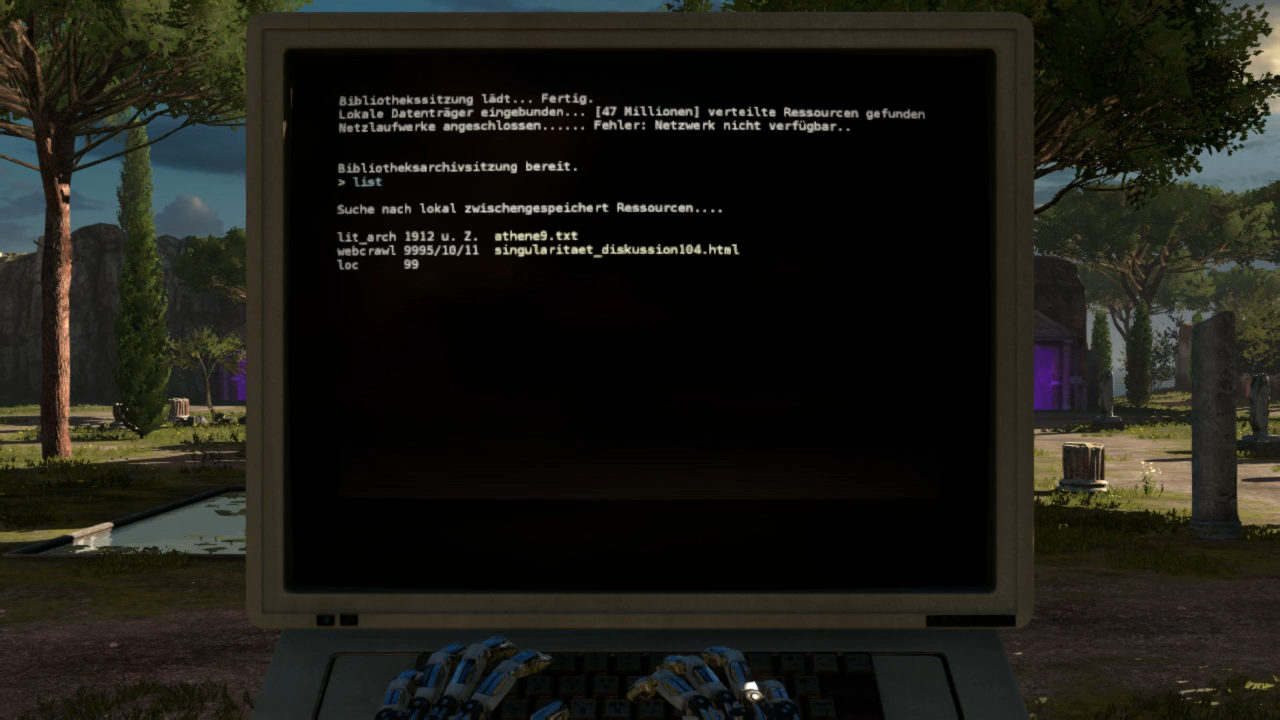 Bibliothekssitzung lädt... Fertig.
Lokale Datenträger eingebunden... [47 Millionen] verteilte Ressourcen gefunden
Netzlaufwerke angeschlossen...... Fehler: Netzwerk nicht verfügbar..
Bibliotheksarchivsitzung bereit.
> list
Suche nach lokal zwischengespeichert Ressourcen....
lit_arch 1912 u. Z. athene9.txt
webcrawl 9995/10/11 singularitaet_diskussion104.html
loc 99